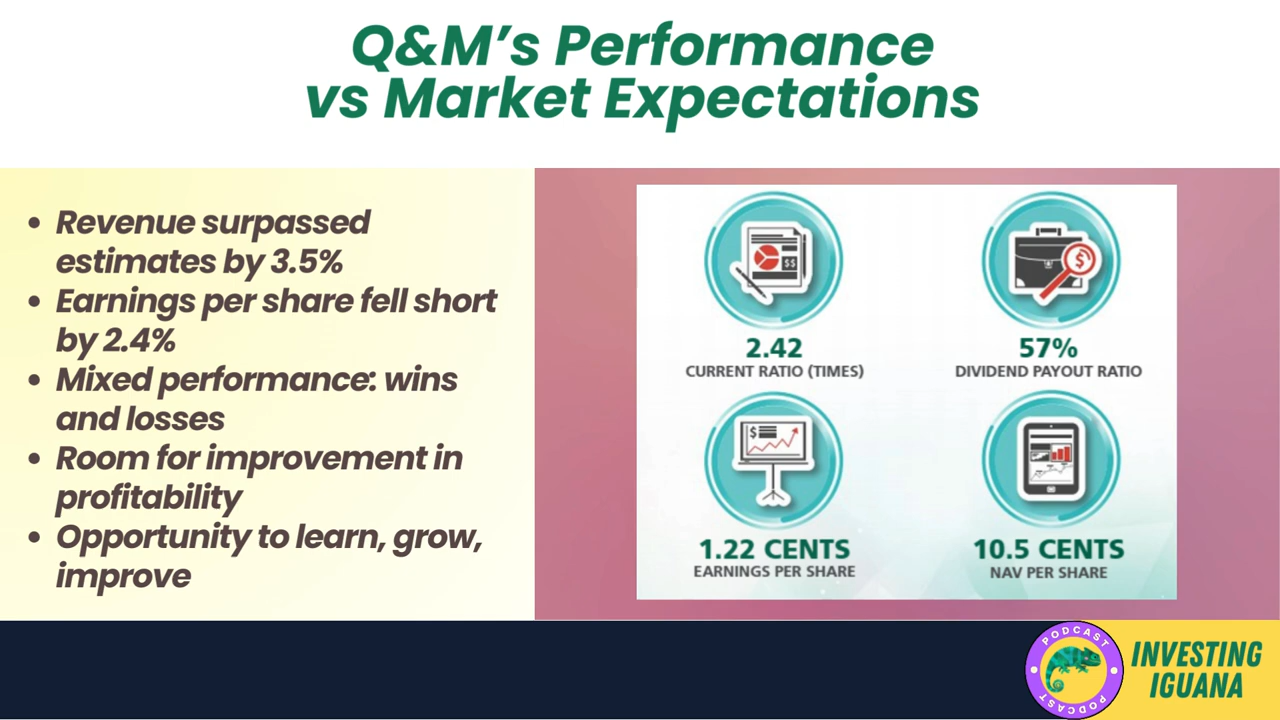 Q&M’s Performance
vs Market Expectations
• Revenue surpassed
estimates by 3.5%
• Earnings per share fell short
by 2.4%
• Mixed performance: wins
and losses
• Room for improvement in
profitability
• Opportunity to learn, grow,
improve
$$
$
2.42
CURRENT RATIO (TIMES)
57%
DIVIDEND PAYOUT RATIO
$
1.22 CENTS
EARNINGS PER SHARE
10.5 CENTS
NAV PER SHARE
PODCAST
PODCAST
INVESTING
IGUANA